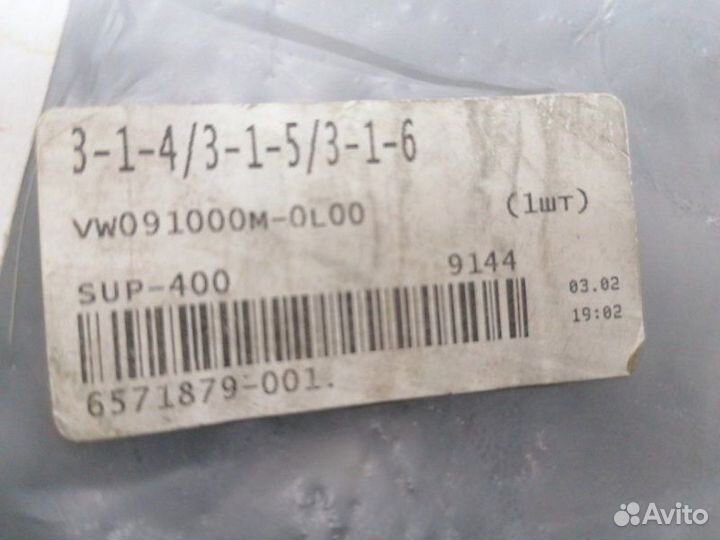 3-1-4/3-1-5/3-1-6
VW091000M-0L00 (1шт)
SUP-400 9144 03.02
19:02
6571879-001.
Avito